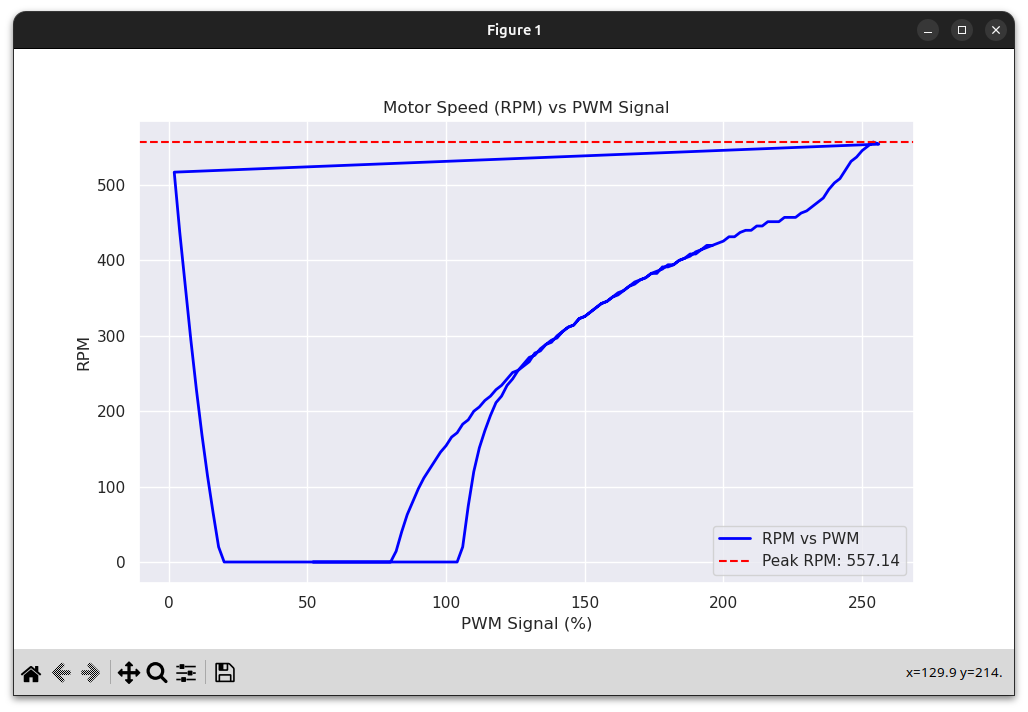 Figure 1
Motor Speed (RPM) vs PWM Signal
500
400
300
200
100
0
RPM
RPM vs PWM
Peak RPM: 557.14
0 50 100 150 200 250
PWM Signal (%)
x=129.9 y=214.